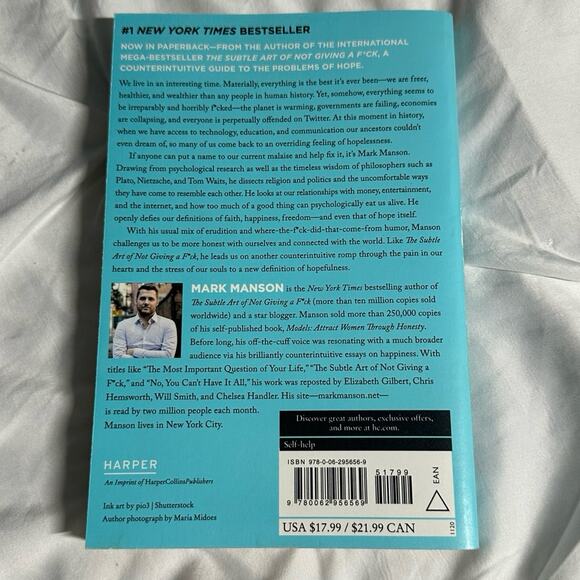 #1 NEW YORK TIMES BESTSELLER
NOW IN PAPERBACK—FROM THE AUTHOR OF THE INTERNATIONAL
MEGA-BESTSELLER THE SUBTLE ART OF NOT GIVING A F*CK, A
COUNTERINTUITIVE GUIDE TO THE PROBLEMS OF HOPE.
We live in an interesting time. Materially, everything is the best it's ever been—we are freer,
healthier, and wealthier than any people in human history. Yet, somehow, everything seems to
be irreparably and horribly f*cked—the planet is warming, governments are failing, economies
are collapsing, and everyone is perpetually offended on Twitter. At this moment in history,
when we have access to technology, education, and communication our ancestors couldn't
even dream of, so many of us come back to an overriding feeling of hopelessness.
If anyone can put a name to our current malaise and help fix it, it's Mark Manson.
Drawing from psychological research as well as the timeless wisdom of philosophers such as
Plato, Nietzsche, and Tom Waits, he dissects religion and politics and the uncomfortable ways
they have come to resemble each other. He looks at our relationships with money, entertainment,
and the internet, and how too much of a good thing can psychologically eat us alive. He
openly defies our definitions of faith, happiness, freedom—and even that of hope itself.
With his usual mix of erudition and where-the-f*ck-did-that-come-from humor, Manson
challenges us to be more honest with ourselves and connected with the world. Like The Subtle
Art of Not Giving a F*ck, he leads us on another counterintuitive romp through the pain in our
hearts and the stress of our souls to a new definition of hopefulness.
MARK MANSON is the New York Times bestselling author of
The Subtle Art of Not Giving a F*ck (more than ten million copies sold
worldwide) and a star blogger. Manson sold more than 250,000 copies
of his self-published book, Models: Attract Women Through Honesty.
Before long, his off-the-cuff voice was resonating with a much broader
audience via his brilliantly counterintuitive essays on happiness. With
titles like "The Most Important Question of Your Life," "The Subtle Art of Not Giving a
F*ck," and "No, You Can't Have It All," his work was reposted by Elizabeth Gilbert, Chris
Hemsworth, Will Smith, and Chelsea Handler. His site—markmanson.net—
is read by two million people each month.
Manson lives in New York City.
Discover great authors, exclusive offers,
and more at hc.com.
Self-help
ISBN 978-0-06-295656-9
51799
9 780062 956569
EAN
USA $17.99 / $21.99 CAN
1120
HARPER
An Imprint of HarperCollinsPublishers
Ink art by pio3 | Shutterstock
Author photograph by Maria Midoes